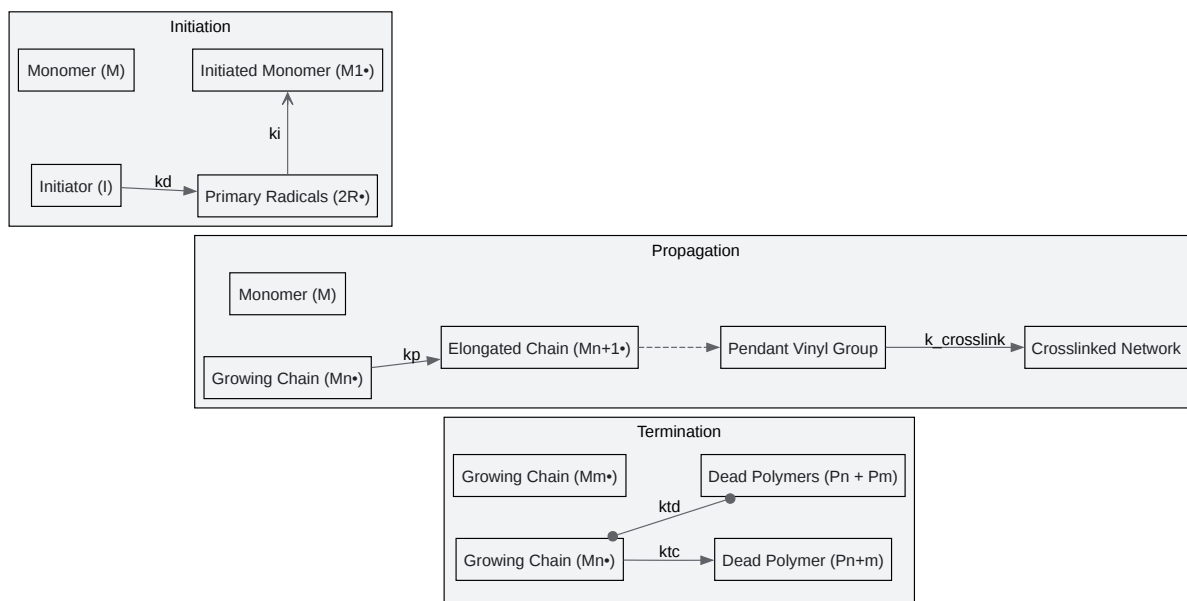 Initiation
Monomer (M)
Initiated Monomer (M1•)
ki
Initiator (I)
kd
Primary Radicals (2R•)
Propagation
Monomer (M)
Growing Chain (Mn•)
kp
Elongated Chain (Mn+1•)
Pendant Vinyl Group
k_crosslink
Crosslinked Network
Termination
Growing Chain (Mm•)
Dead Polymers (Pn + Pm)
ktd
Growing Chain (Mn•)
ktc
Dead Polymer (Pn+m)